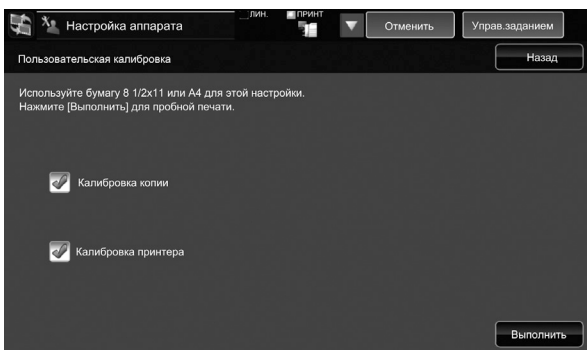 Настройка аппарата
ЛИН.
ПРИНТ
Отменить
Управ.заданием
Пользовательская калибровка
Назад
Используйте бумагу 8 1/2x11 или A4 для этой настройки.
Нажмите [Выполнить] для пробной печати.
Калибровка копии
Калибровка принтера
Выполнить